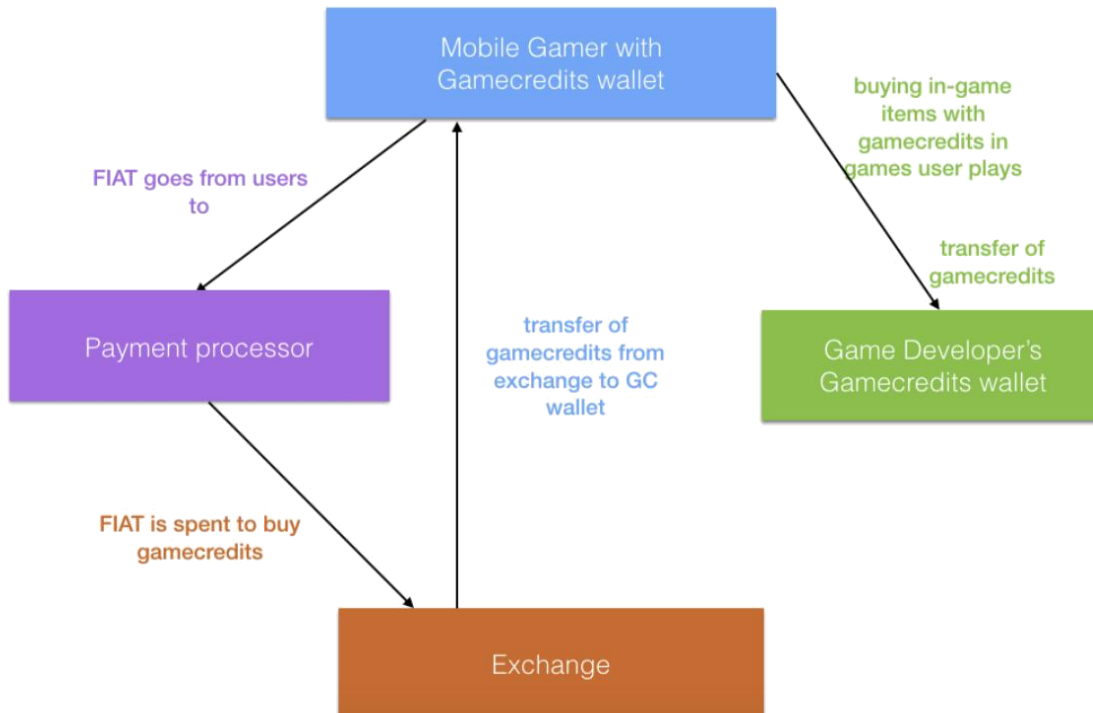 Mobile Gamer with
Gamecredits wallet
buying in-game
items with
gamecredits in
games user plays
FIAT goes from users
to
transfer of
gamecredits
Payment processor
transfer of
gamecredits from
exchange to GC
wallet
Game Developer's
Gamecredits wallet
FIAT is spent to buy
gamecredits
Exchange